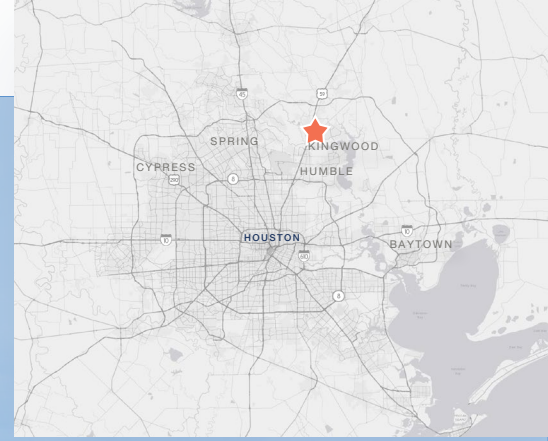 45
59
SPRING
KINGWOOD
CYPRESS
HUMBLE
290
8
HOUSTON
10
10
BAYTOWN
610
8